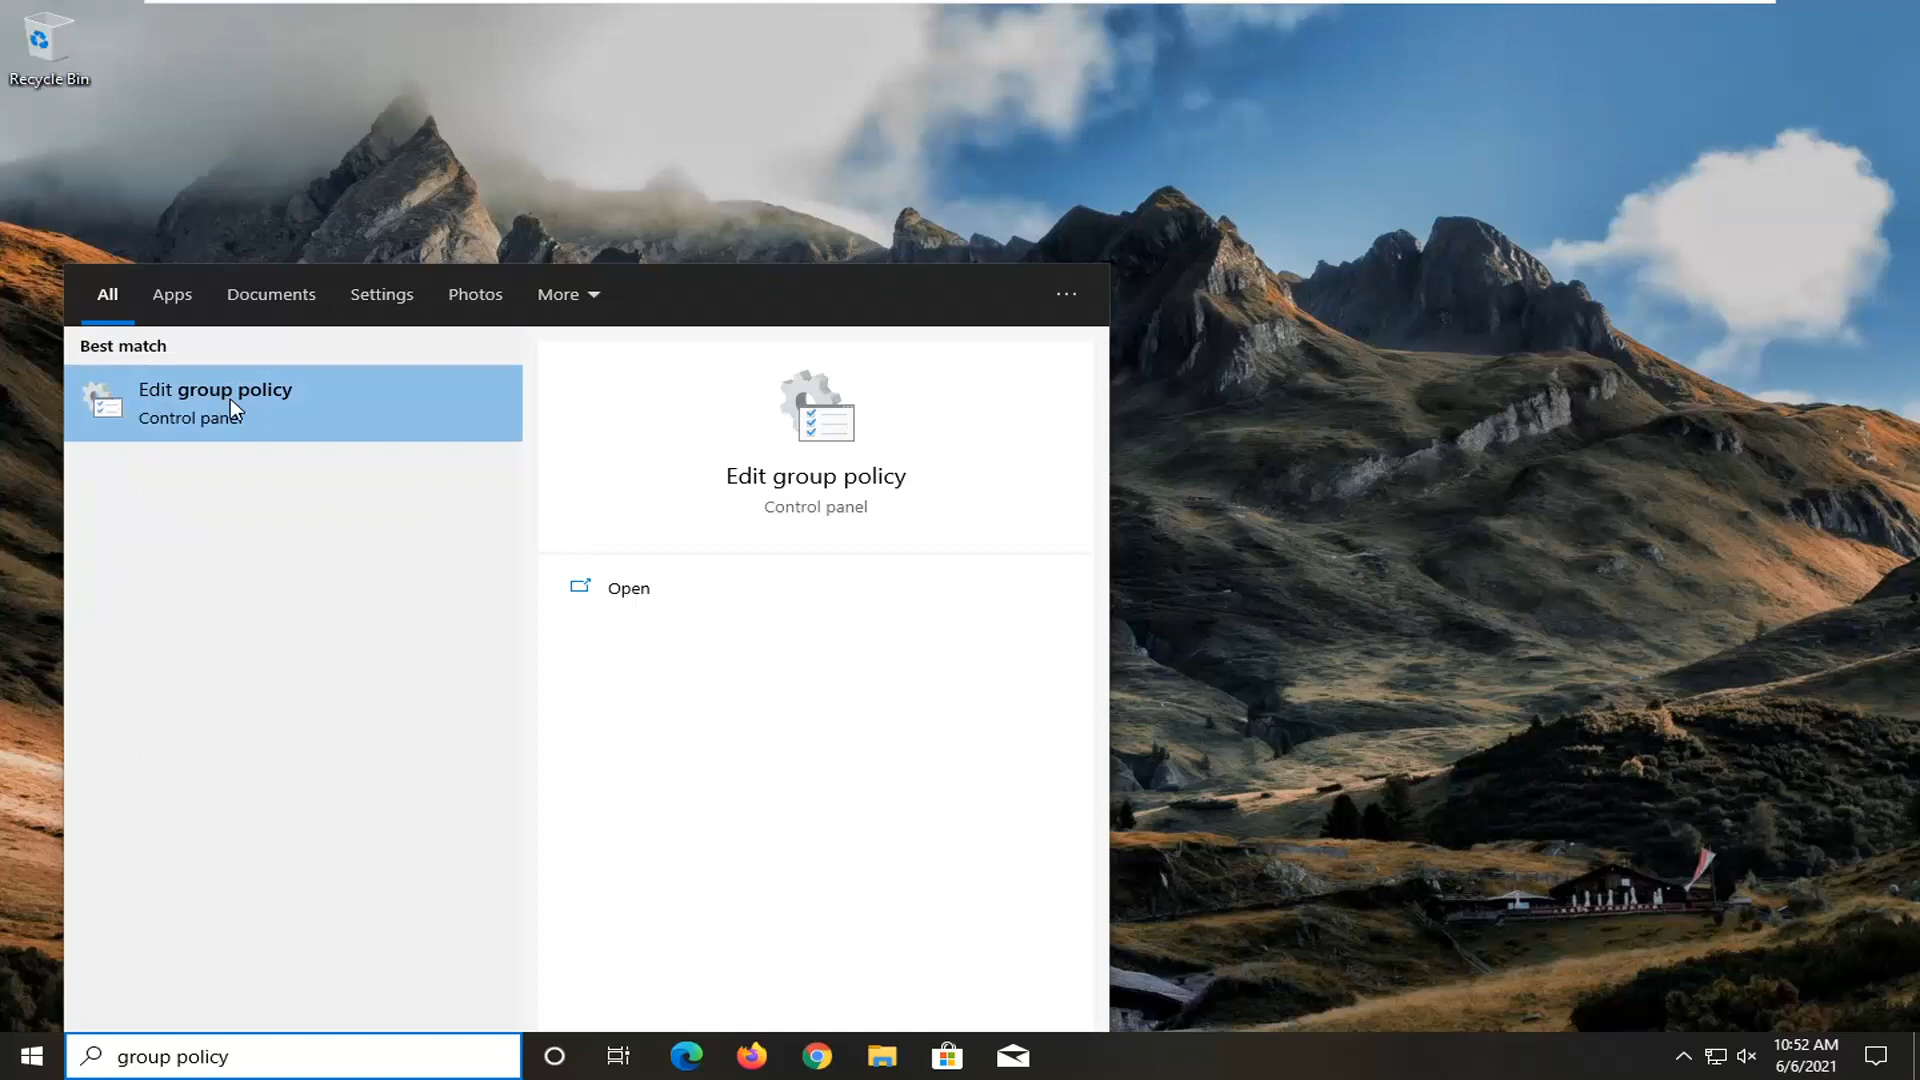 Recycle Bin
All Apps Documents Settings Photos More ...
Best match
Edit group policy
Control panel
Edit group policy
Control panel
Open
group policy
10:52 AM
6/6/2021